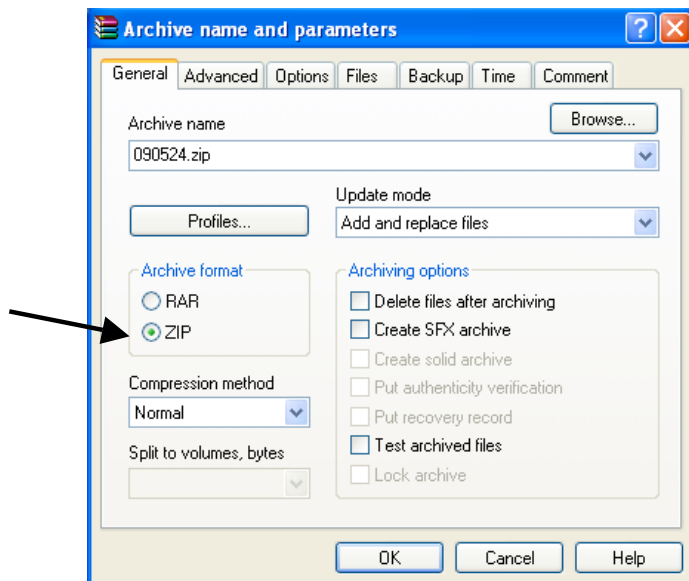 Archive name and parameters
General Advanced Options Files Backup Time Comment
Archive name
Browse...
090524.zip
Update mode
Profiles...
Add and replace files
Archive format
RAR
ZIP
Compression method
Normal
Split to volumes, bytes
Archiving options
Delete files after archiving
Create SFX archive
Create solid archive
Put authenticity verification
Put recovery record
Test archived files
Lock archive
OK Cancel Help